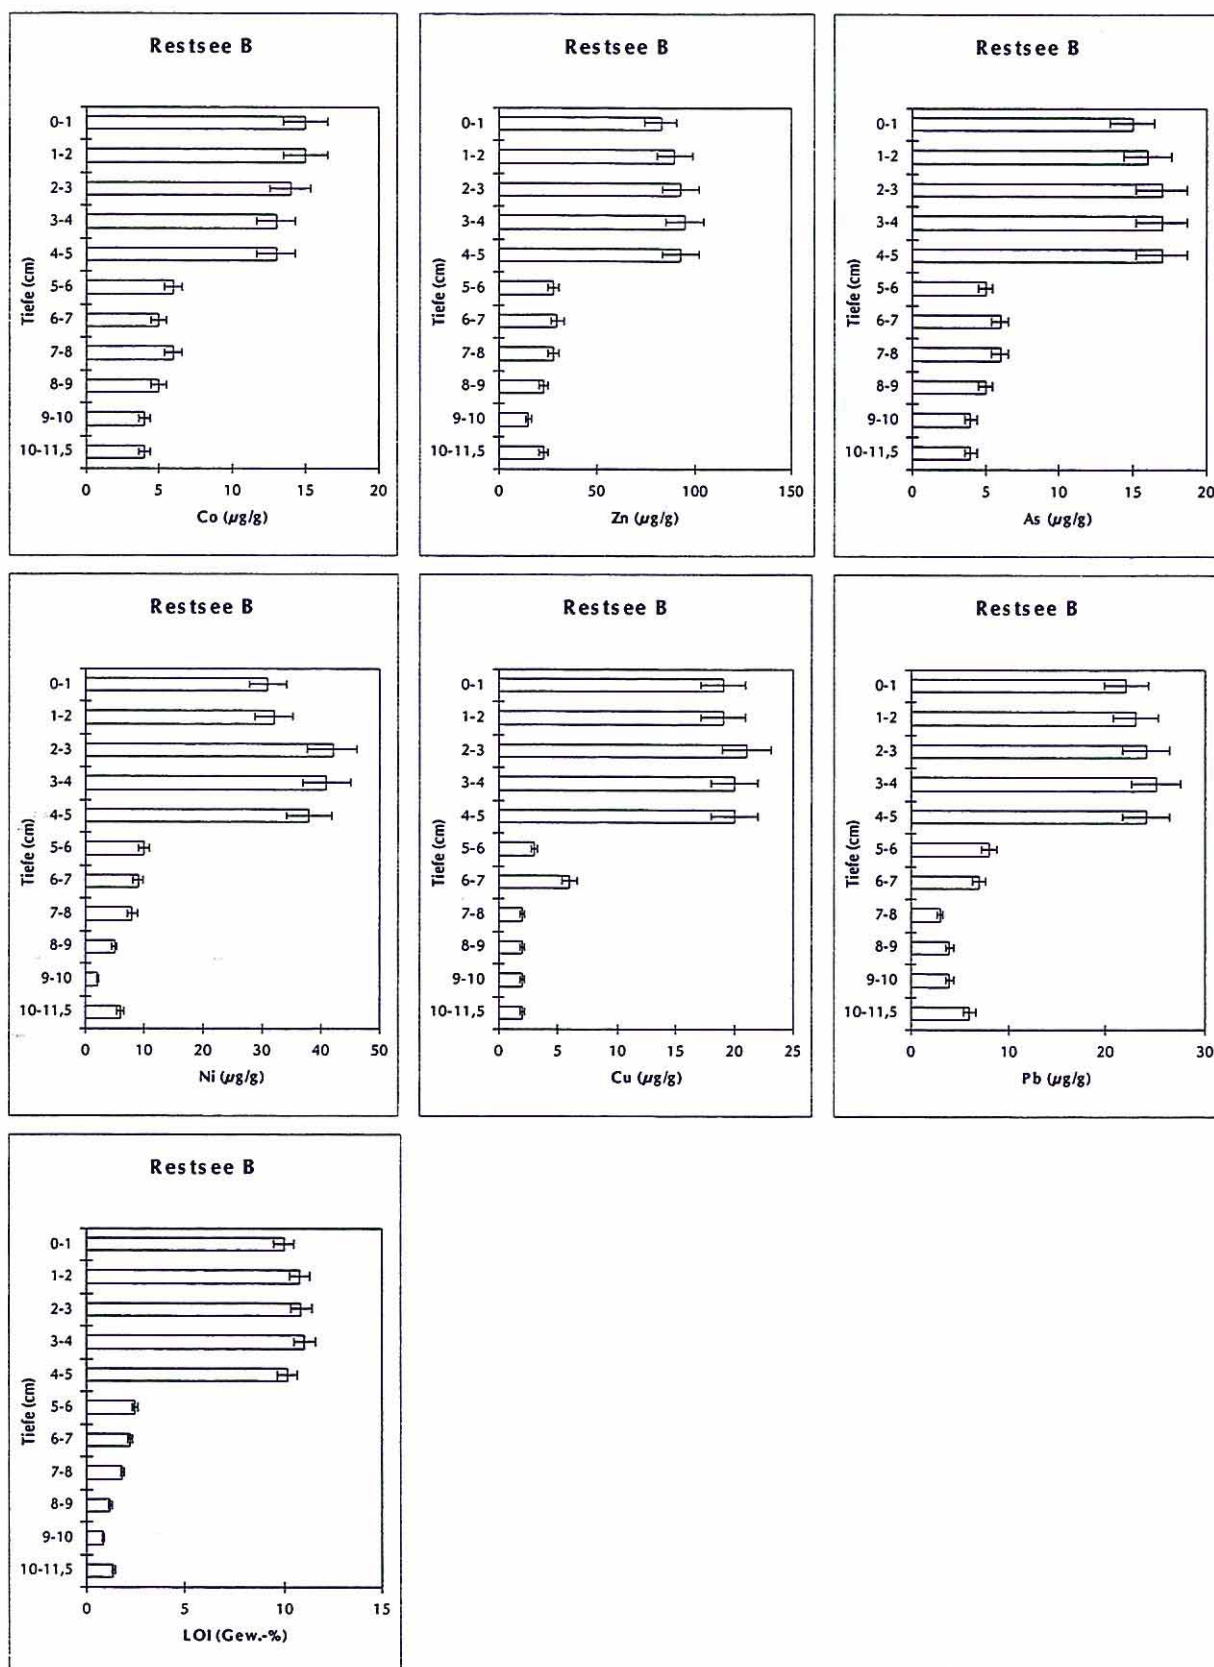 Restsee B
0-1
1-2
2-3
3-4
4-5
5-6
6-7
7-8
8-9
9-10
10-11,5
Tiefe (cm)
0 5 10 15 20
Co (µg/g)
Restsee B
0-1
1-2
2-3
3-4
4-5
5-6
6-7
7-8
8-9
9-10
10-11,5
Tiefe (cm)
0 50 100 150
Zn (µg/g)
Restsee B
0-1
1-2
2-3
3-4
4-5
5-6
6-7
7-8
8-9
9-10
10-11,5
Tiefe (cm)
0 5 10 15 20
As (µg/g)
Restsee B
0-1
1-2
2-3
3-4
4-5
5-6
6-7
7-8
8-9
9-10
10-11,5
Tiefe (cm)
0 10 20 30 40 50
Ni (µg/g)
Restsee B
0-1
1-2
2-3
3-4
4-5
5-6
6-7
7-8
8-9
9-10
10-11,5
Tiefe (cm)
0 5 10 15 20 25
Cu (µg/g)
Restsee B
0-1
1-2
2-3
3-4
4-5
5-6
6-7
7-8
8-9
9-10
10-11,5
Tiefe (cm)
0 10 20 30
Pb (µg/g)
Restsee B
0-1
1-2
2-3
3-4
4-5
5-6
6-7
7-8
8-9
9-10
10-11,5
Tiefe (cm)
0 5 10 15
LOI (Gew.-%)